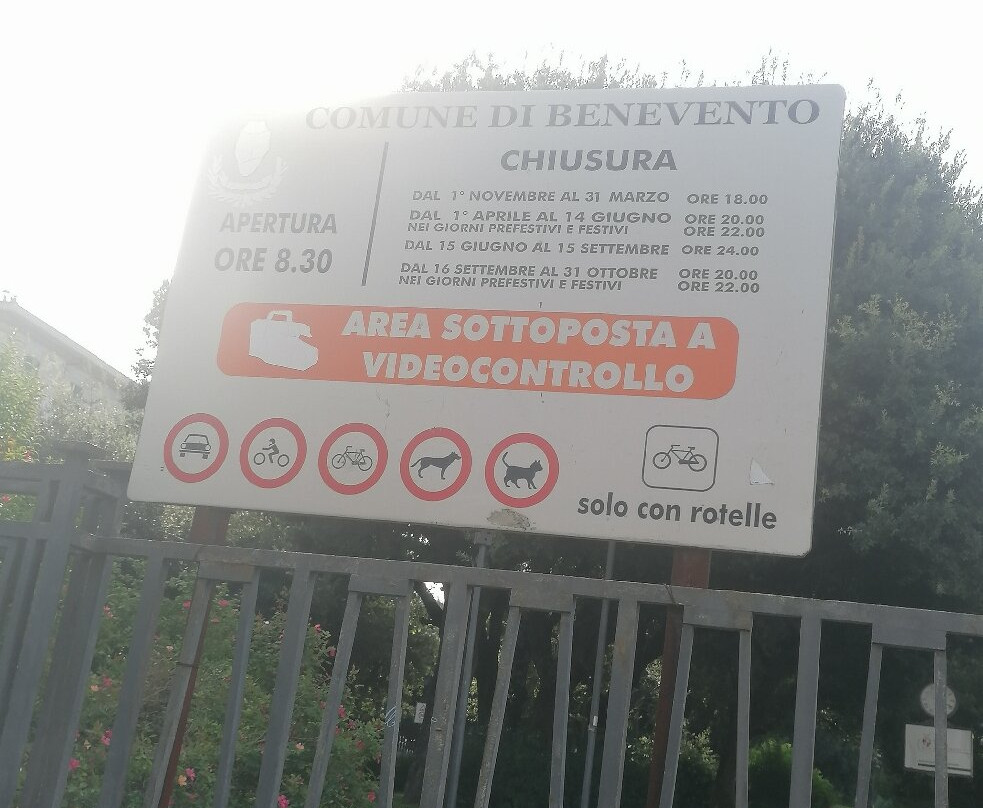 COMUNE DI BENEVENTO
APERTURA
ORE 8.30
CHIUSURA
DAL 1° NOVEMBRE AL 31 MARZO ORE 18.00
DAL 1° APRILE AL 14 GIUGNO ORE 20.00
NEI GIORNI PREFESTIVI E FESTIVI ORE 22.00
DAL 15 GIUGNO AL 15 SETTEMBRE ORE 24.00
DAL 16 SETTEMBRE AL 31 OTTOBRE ORE 20.00
NEI GIORNI PREFESTIVI E FESTIVI ORE 22.00
AREA SOTTOPOSTA A
VIDEOCONTROLLO
solo con rotelle